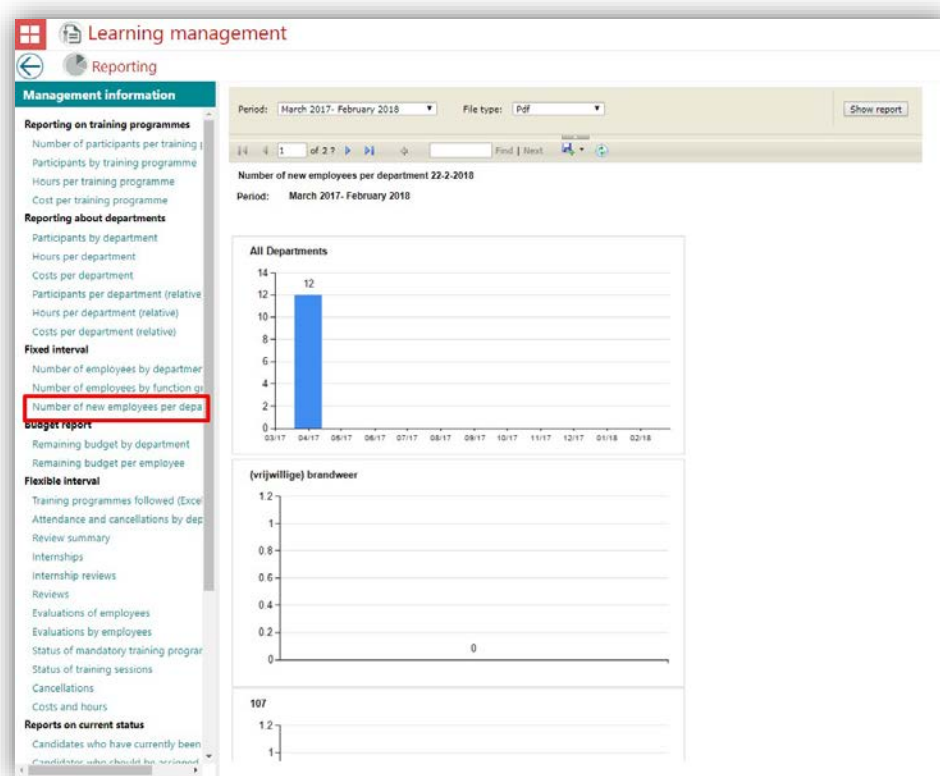 Learning management
Reporting
Management information
Reporting on training programmes
Number of participants per training p
Participants by training programme
Hours per training programme
Cost per training programme
Reporting about departments
Participants by department
Hours per department
Costs per department
Participants per department (relative
Hours per department (relative)
Costs per department (relative)
Fixed interval
Number of employees by departmen
Number of employees by function gr
Number of new employees per depa
Budget report
Remaining budget by department
Remaining budget per employee
Flexible interval
Training programmes followed (Excel
Attendance and cancellations by dep
Review summary
Internships
Internship reviews
Reviews
Evaluations of employees
Evaluations by employees
Status of mandatory training program
Status of training sessions
Cancellations
Costs and hours
Reports on current status
Candidates who have currently been
Candidates who should be assigned
Period: March 2017- February 2018 File type: Pdf Show report
1 of 2 ? Find | Next
Number of new employees per department 22-2-2018
Period: March 2017- February 2018
All Departments
14
12
12
10
8
6
4
2
0
03/17 04/17 05/17 06/17 07/17 08/17 09/17 10/17 11/17 12/17 01/18 02/18
(vrijwillige) brandweer
1.2
1
0.8
0.6
0.4
0.2
0
0
107
1.2
1